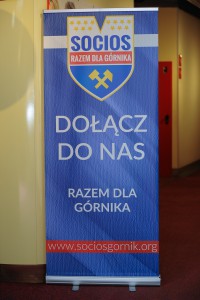 SOCIOS
RAZEM DLA GÓRNIKA
DOŁĄCZ
DO NAS
RAZEM DLA
GÓRNIKA
www.sociosgornik.org